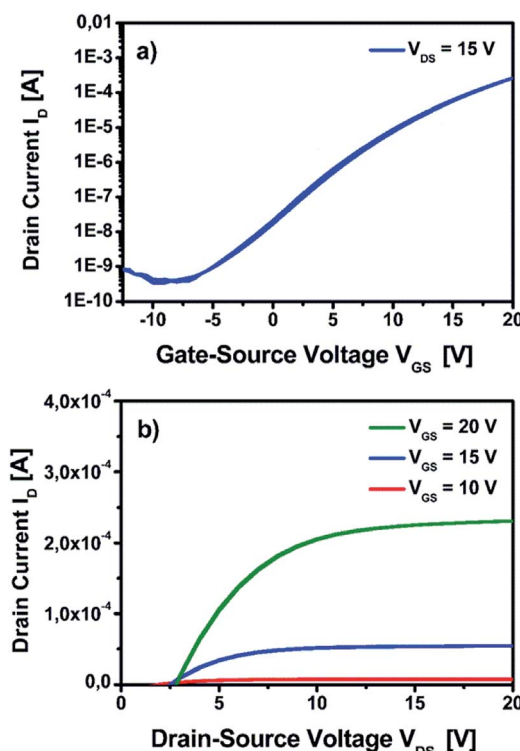 0,01
1E-3
1E-4
1E-5
1E-6
1E-7
1E-8
1E-9
1E-10
Drain Current I_D [A]
a)
V_DS = 15 V
-10 -5 0 5 10 15 20
Gate-Source Voltage V_GS [V]
4,0x10^-4
3,0x10^-4
2,0x10^-4
1,0x10^-4
0,0
Drain Current I_D [A]
b)
V_GS = 20 V
V_GS = 15 V
V_GS = 10 V
0 5 10 15 20
Drain-Source Voltage V_DS [V]